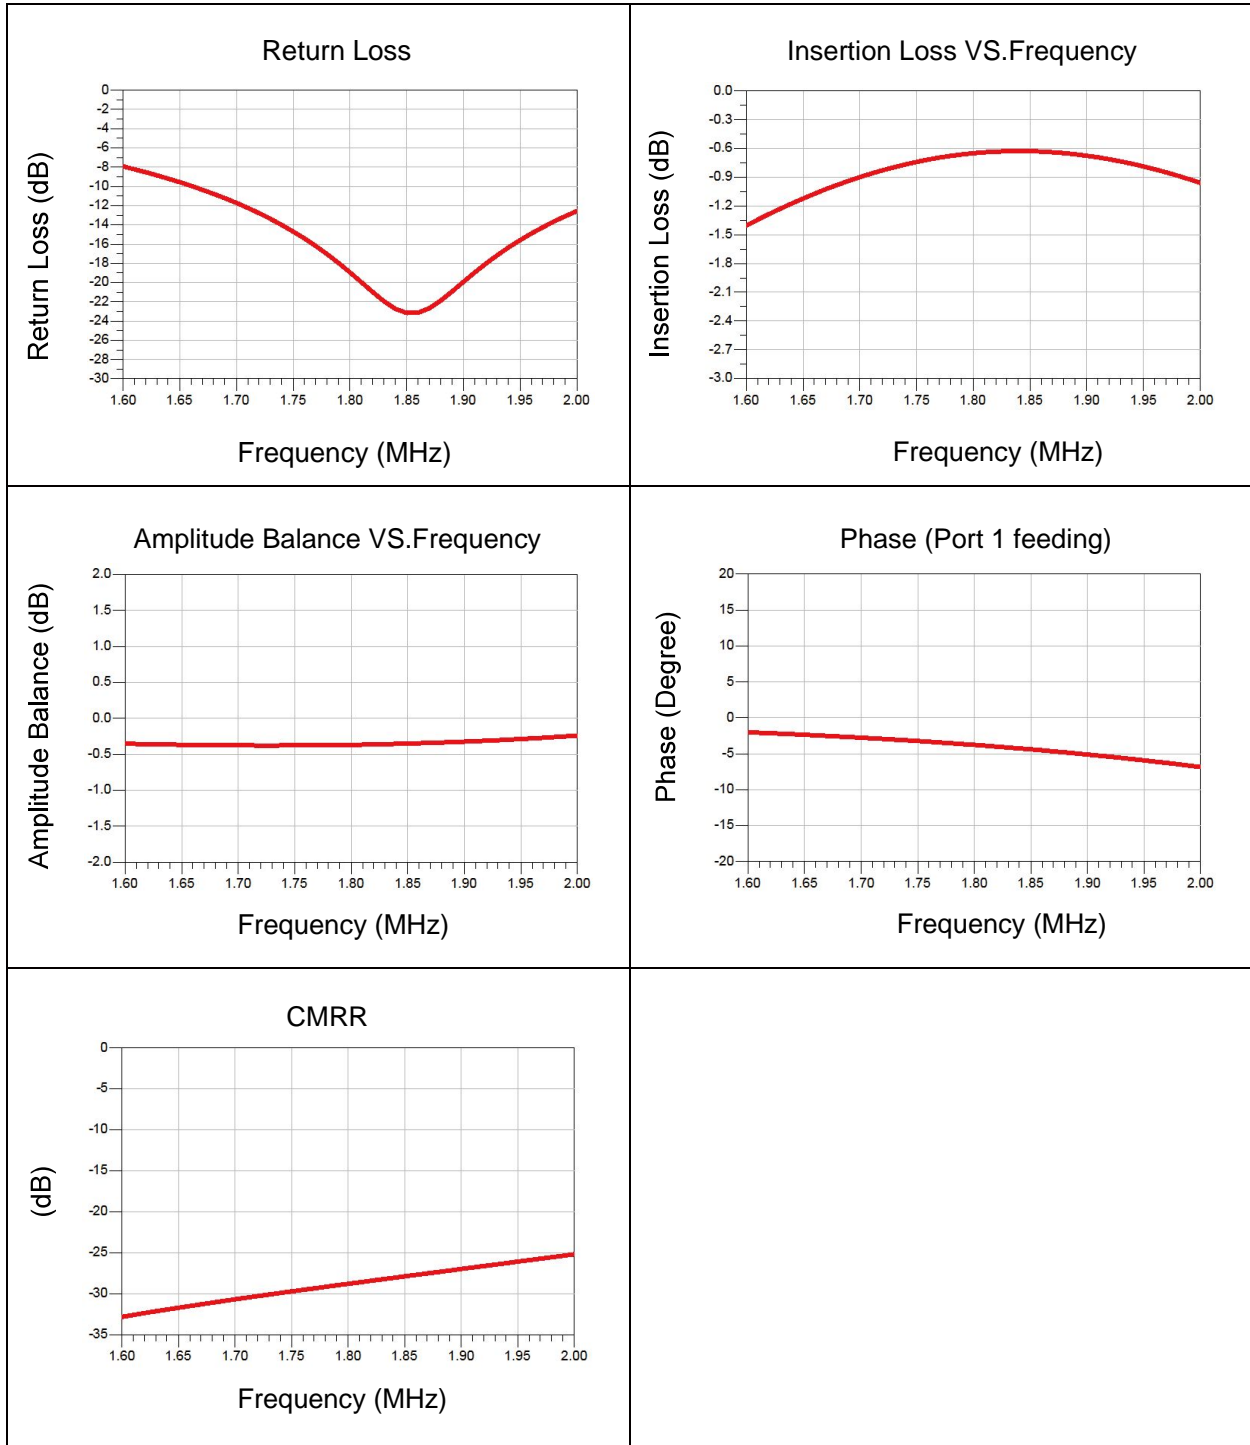 Return Loss
Return Loss (dB)
0
-2
-4
-6
-8
-10
-12
-14
-16
-18
-20
-22
-24
-26
-28
-30
1.60 1.65 1.70 1.75 1.80 1.85 1.90 1.95 2.00
Frequency (MHz)
Insertion Loss VS.Frequency
Insertion Loss (dB)
0.0
-0.3
-0.6
-0.9
-1.2
-1.5
-1.8
-2.1
-2.4
-2.7
-3.0
1.60 1.65 1.70 1.75 1.80 1.85 1.90 1.95 2.00
Frequency (MHz)
Amplitude Balance VS.Frequency
Amplitude Balance (dB)
2.0
1.5
1.0
0.5
0.0
-0.5
-1.0
-1.5
-2.0
1.60 1.65 1.70 1.75 1.80 1.85 1.90 1.95 2.00
Frequency (MHz)
Phase (Port 1 feeding)
Phase (Degree)
20
15
10
5
0
-5
-10
-15
-20
1.60 1.65 1.70 1.75 1.80 1.85 1.90 1.95 2.00
Frequency (MHz)
CMRR
(dB)
0
-5
-10
-15
-20
-25
-30
-35
1.60 1.65 1.70 1.75 1.80 1.85 1.90 1.95 2.00
Frequency (MHz)